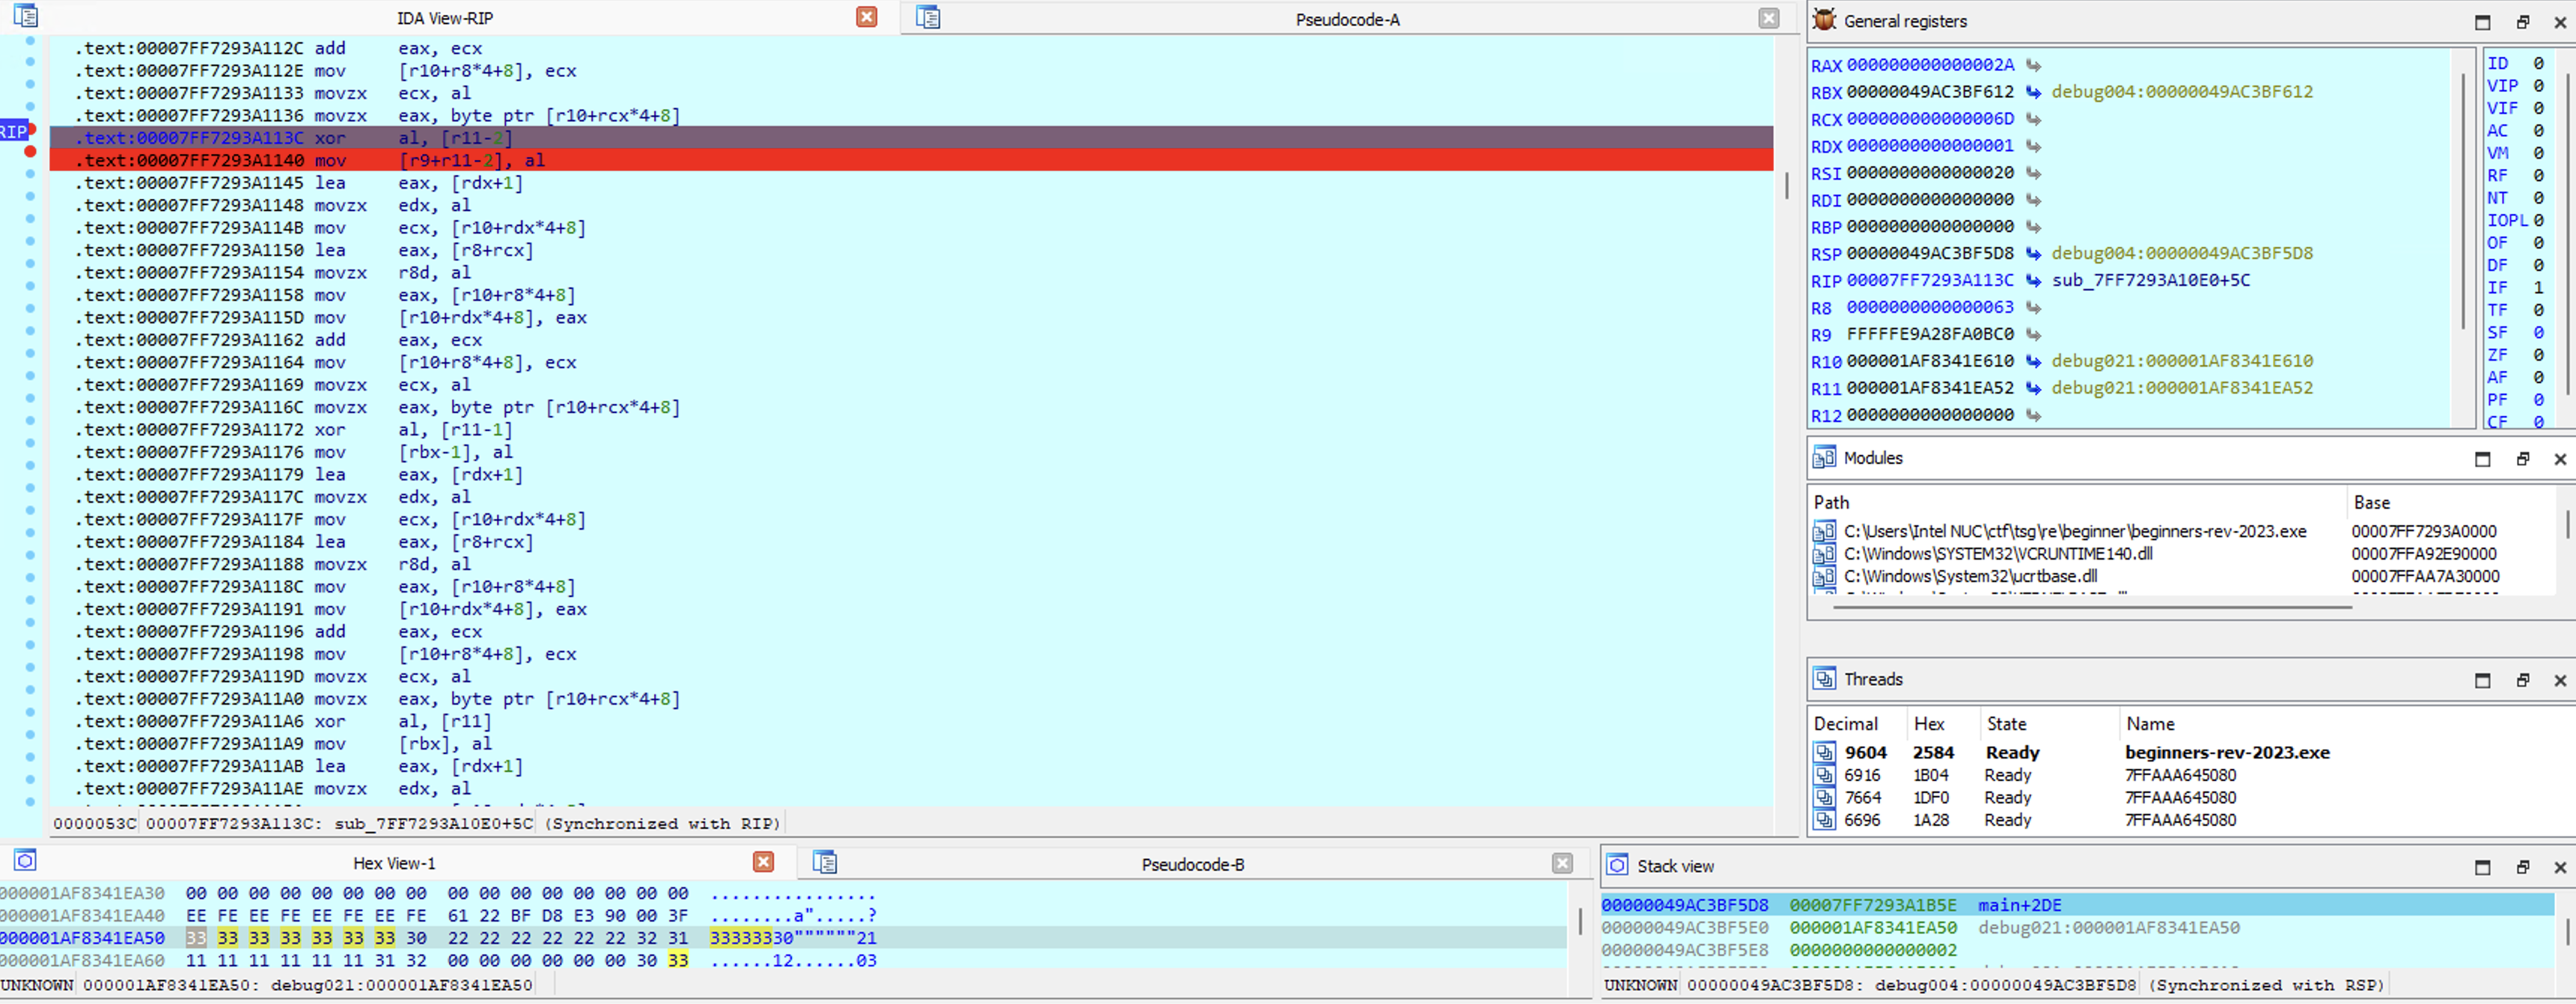 IDA View-RIP
Pseudocode-A
.text:00007FF7293A112C add eax, ecx
.text:00007FF7293A112E mov [r10+r8*4+8], ecx
.text:00007FF7293A1133 movzx ecx, al
.text:00007FF7293A1136 movzx eax, byte ptr [r10+rcx*4+8]
RIP .text:00007FF7293A113C xor al, [r11-2]
.text:00007FF7293A1140 mov [r9+r11-2], al
.text:00007FF7293A1145 lea eax, [rdx+1]
.text:00007FF7293A1148 movzx edx, al
.text:00007FF7293A114B mov ecx, [r10+rdx*4+8]
.text:00007FF7293A1150 lea eax, [r8+rcx]
.text:00007FF7293A1154 movzx r8d, al
.text:00007FF7293A1158 mov eax, [r10+r8*4+8]
.text:00007FF7293A115D mov [r10+rdx*4+8], eax
.text:00007FF7293A1162 add eax, ecx
.text:00007FF7293A1164 mov [r10+r8*4+8], ecx
.text:00007FF7293A1169 movzx ecx, al
.text:00007FF7293A116C movzx eax, byte ptr [r10+rcx*4+8]
.text:00007FF7293A1172 xor al, [r11-1]
.text:00007FF7293A1176 mov [rbx-1], al
.text:00007FF7293A1179 lea eax, [rdx+1]
.text:00007FF7293A117C movzx edx, al
.text:00007FF7293A117F mov ecx, [r10+rdx*4+8]
.text:00007FF7293A1184 lea eax, [r8+rcx]
.text:00007FF7293A1188 movzx r8d, al
.text:00007FF7293A118C mov eax, [r10+r8*4+8]
.text:00007FF7293A1191 mov [r10+rdx*4+8], eax
.text:00007FF7293A1196 add eax, ecx
.text:00007FF7293A1198 mov [r10+r8*4+8], ecx
.text:00007FF7293A119D movzx ecx, al
.text:00007FF7293A11A0 movzx eax, byte ptr [r10+rcx*4+8]
.text:00007FF7293A11A6 xor al, [r11]
.text:00007FF7293A11A9 mov [rbx], al
.text:00007FF7293A11AB lea eax, [rdx+1]
.text:00007FF7293A11AE movzx edx, al
0000053C 00007FF7293A113C: sub_7FF7293A10E0+5C (Synchronized with RIP)
General registers
RAX 000000000000002A
RBX 00000049AC3BF612 debug004:00000049AC3BF612
RCX 000000000000006D
RDX 0000000000000001
RSI 0000000000000020
RDI 0000000000000000
RBP 0000000000000000
RSP 00000049AC3BF5D8 debug004:00000049AC3BF5D8
RIP 00007FF7293A113C sub_7FF7293A10E0+5C
R8 0000000000000063
R9 FFFFFE9A28FA0BC0
R10 000001AF8341E610 debug021:000001AF8341E610
R11 000001AF8341EA52 debug021:000001AF8341EA52
R12 0000000000000000
ID 0
VIP 0
VIF 0
AC 0
VM 0
RF 0
NT 0
IOPL 0
OF 0
DF 0
IF 1
TF 0
SF 0
ZF 0
AF 0
PF 0
CF 0
Modules
Path Base
C:\Users\Intel NUC\ctf\tsg\re\beginner\beginners-rev-2023.exe 00007FF7293A0000
C:\Windows\SYSTEM32\VCRUNTIME140.dll 00007FFA92E90000
C:\Windows\System32\ucrtbase.dll 00007FFAA7A30000
Threads
Decimal Hex State Name
9604 2584 Ready beginners-rev-2023.exe
6916 1B04 Ready 7FFAAA645080
7664 1DF0 Ready 7FFAAA645080
6696 1A28 Ready 7FFAAA645080
Hex View-1
Pseudocode-B
000001AF8341EA30 00 00 00 00 00 00 00 00 00 00 00 00 00 00 00 00 ................
000001AF8341EA40 EE FE EE FE EE FE EE FE 61 22 BF D8 E3 90 00 3F ........a".....?
000001AF8341EA50 33 33 33 33 33 33 33 30 22 22 22 22 22 22 32 31 33333330""""""21
000001AF8341EA60 11 11 11 11 11 11 31 32 00 00 00 00 00 00 30 33 ......12......03
UNKNOWN 000001AF8341EA50: debug021:000001AF8341EA50
Stack view
00000049AC3BF5D8 00007FF7293A1B5E main+2DE
00000049AC3BF5E0 000001AF8341EA50 debug021:000001AF8341EA50
00000049AC3BF5E8 0000000000000002
UNKNOWN 00000049AC3BF5D8: debug004:00000049AC3BF5D8 (Synchronized with RSP)